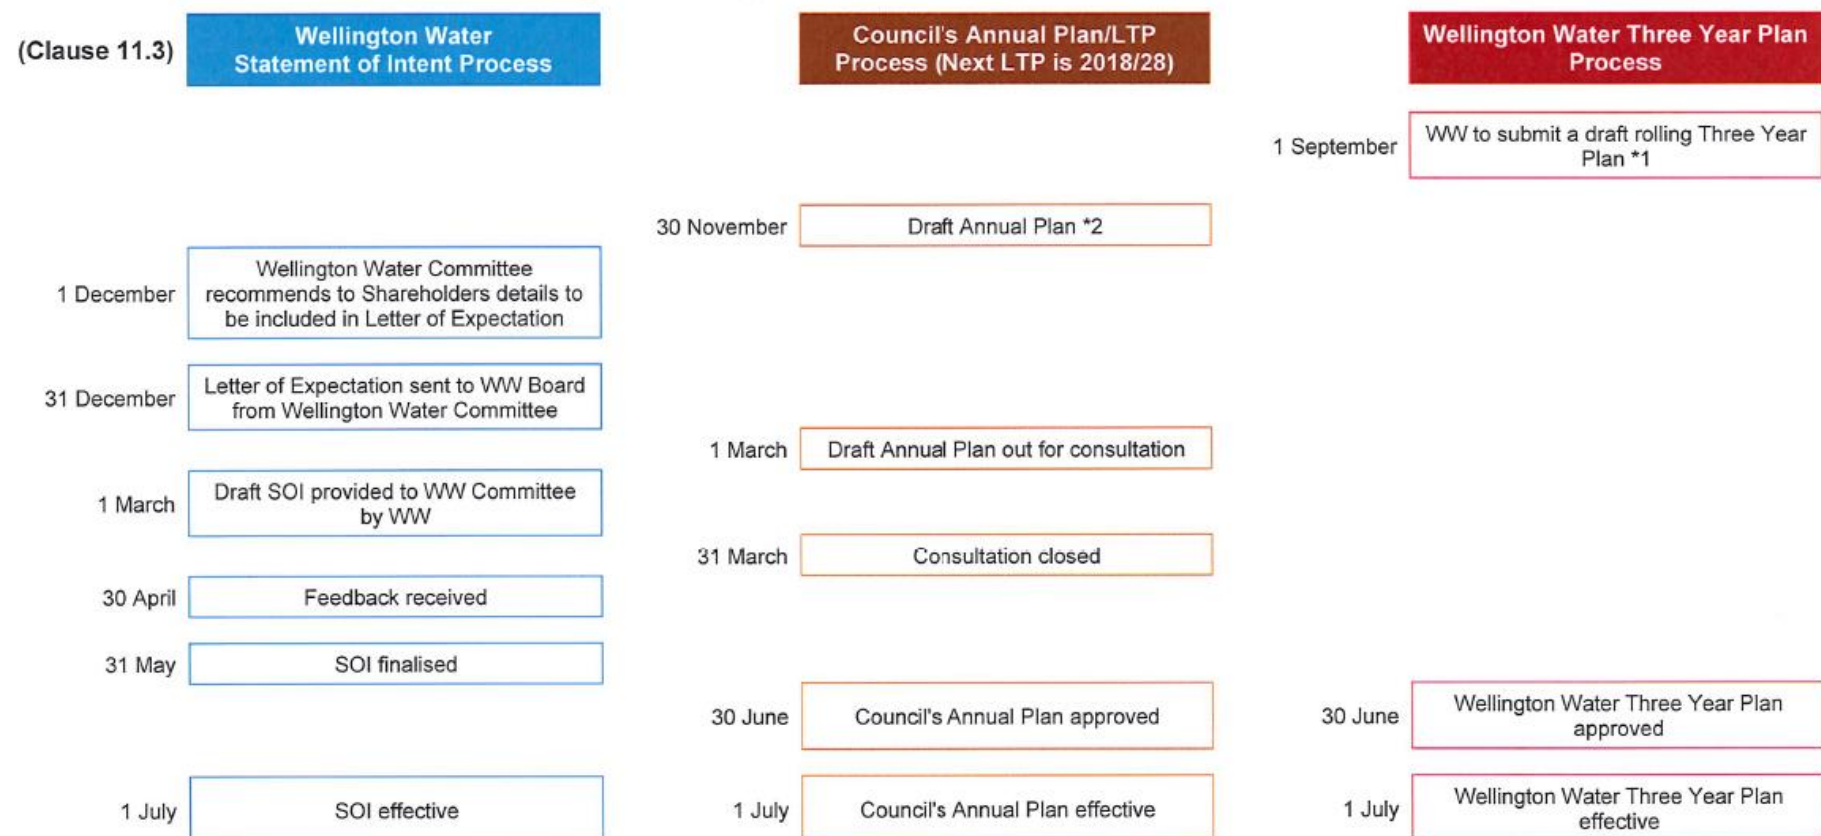 (Clause 11.3)
Wellington Water
Statement of Intent Process
Council's Annual Plan/LTP
Process (Next LTP is 2018/28)
Wellington Water Three Year Plan
Process
1 September
WW to submit a draft rolling Three Year
Plan *1
30 November
Draft Annual Plan *2
1 December
Wellington Water Committee
recommends to Shareholders details to
be included in Letter of Expectation
31 December
Letter of Expectation sent to WW Board
from Wellington Water Committee
1 March
Draft Annual Plan out for consultation
1 March
Draft SOI provided to WW Committee
by WW
31 March
Consultation closed
30 April
Feedback received
31 May
SOI finalised
30 June
Council's Annual Plan approved
30 June
Wellington Water Three Year Plan
approved
1 July
SOI effective
1 July
Council's Annual Plan effective
1 July
Wellington Water Three Year Plan
effective